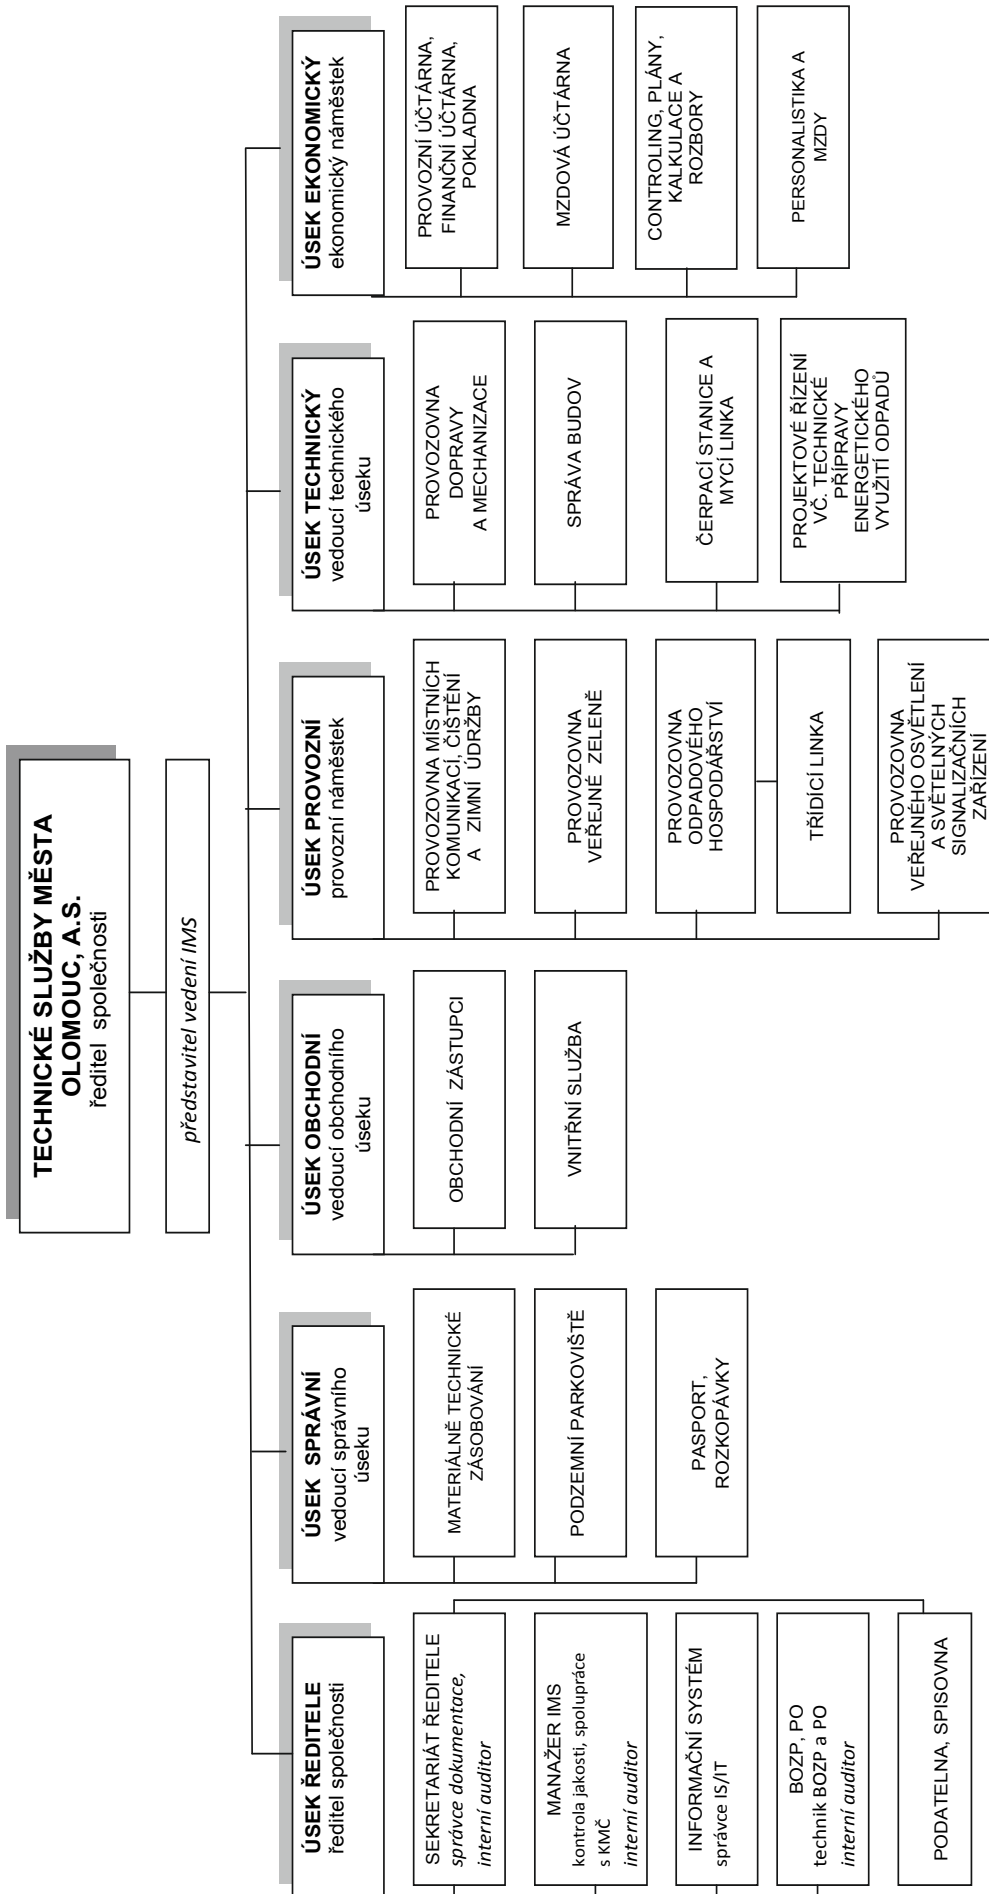 TECHNICKÉ SLUŽBY MĚSTA
OLOMOUC, A.S.
ředitel společnosti
představitel vedení IMS
ÚSEK ŘEDITELE
ředitel společnosti
SEKRETARIÁT ŘEDITELE
správce dokumentace,
interní auditor
MANAŽER IMS
kontrola jakosti, spolupráce
s KMČ
interní auditor
INFORMAČNÍ SYSTÉM
správce IS/IT
BOZP, PO
technik BOZP a PO
interní auditor
PODATELNA, SPISOVNA
ÚSEK SPRÁVNÍ
vedoucí správního
úseku
MATERIÁLNĚ TECHNICKÉ
ZÁSOBOVÁNÍ
PODZEMNÍ PARKOVIŠTĚ
PASPORT,
ROZKOPÁVKY
ÚSEK OBCHODNÍ
vedoucí obchodního
úseku
OBCHODNÍ ZÁSTUPCI
VNITŘNÍ SLUŽBA
ÚSEK PROVOZNÍ
provozní náměstek
PROVOZOVNA MÍSTNÍCH
KOMUNIKACÍ, ČIŠTĚNÍ
A ZIMNÍ ÚDRŽBY
PROVOZOVNA
VEŘEJNÉ ZELENĚ
PROVOZOVNA
ODPADOVÉHO
HOSPODÁŘSTVÍ
TŘÍDÍCÍ LINKA
PROVOZOVNA
VEŘEJNÉHO OSVĚTLENÍ
A SVĚTELNÝCH
SIGNALIZAČNÍCH
ZAŘÍZENÍ
ÚSEK TECHNICKÝ
vedoucí technického
úseku
PROVOZOVNA
DOPRAVY
A MECHANIZACE
SPRÁVA BUDOV
ČERPACÍ STANICE A
MYCÍ LINKA
PROJEKTOVÉ ŘÍZENÍ
VČ. TECHNICKÉ
PŘÍPRAVY
ENERGETICKÉHO
VYUŽITÍ ODPADŮ
ÚSEK EKONOMICKÝ
ekonomický náměstek
PROVOZNÍ ÚČTÁRNA,
FINANČNÍ ÚČTÁRNA,
POKLADNA
MZDOVÁ ÚČTÁRNA
CONTROLING, PLÁNY,
KALKULACE A
ROZBORY
PERSONALISTIKA A
MZDY